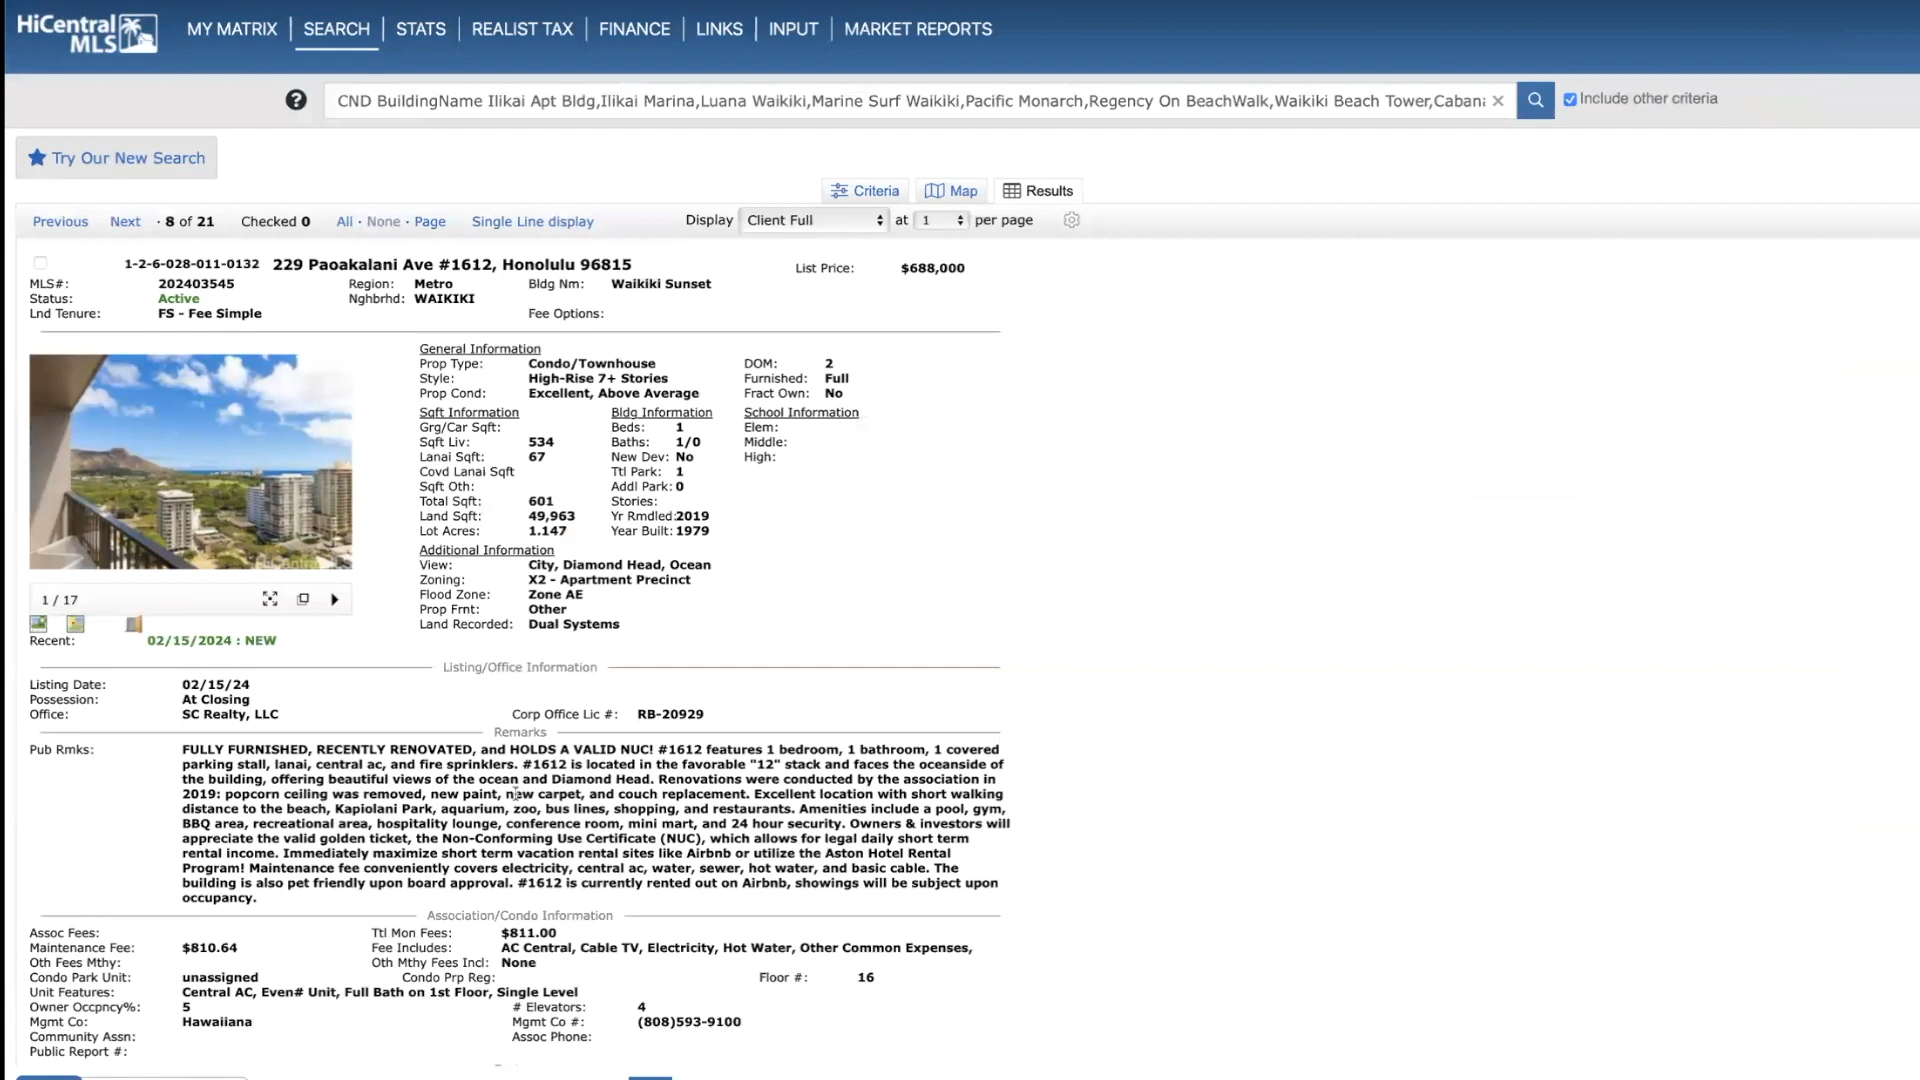 HiCentral MLS
MY MATRIX SEARCH STATS REALIST TAX FINANCE LINKS INPUT MARKET REPORTS
CND BuildingName Ilikai Apt Bldg,Ilikai Marina,Luana Waikiki,Marine Surf Waikiki,Pacific Monarch,Regency On BeachWalk,Waikiki Beach Tower,Cabana Include other criteria
Try Our New Search
Criteria Map Results
Previous Next · 8 of 21 Checked 0 All · None · Page Single Line display Display Client Full at 1 per page
1-2-6-028-011-0132 229 Paoakalani Ave #1612, Honolulu 96815 List Price: $688,000
MLS#: 202403545 Region: Metro Bldg Nm: Waikiki Sunset
Status: Active Nghbrhd: WAIKIKI
Lnd Tenure: FS - Fee Simple Fee Options:
General Information
Prop Type: Condo/Townhouse DOM: 2
Style: High-Rise 7+ Stories Furnished: Full
Prop Cond: Excellent, Above Average Fract Own: No
Sqft Information Bldg Information School Information
Grg/Car Sqft: Beds: 1 Elem:
Sqft Liv: 534 Baths: 1/0 Middle:
Lanai Sqft: 67 New Dev: No High:
Covd Lanai Sqft Ttl Park: 1
Sqft Oth: Addl Park: 0
Total Sqft: 601 Stories:
Land Sqft: 49,963 Yr Rmdled: 2019
Lot Acres: 1.147 Year Built: 1979
Additional Information
View: City, Diamond Head, Ocean
Zoning: X2 - Apartment Precinct
Flood Zone: Zone AE
Prop Frnt: Other
Land Recorded: Dual Systems
1 / 17
Recent: 02/15/2024 : NEW
Listing/Office Information
Listing Date: 02/15/24
Possession: At Closing
Office: SC Realty, LLC Corp Office Lic #: RB-20929
Remarks
Pub Rmks: FULLY FURNISHED, RECENTLY RENOVATED, and HOLDS A VALID NUC! #1612 features 1 bedroom, 1 bathroom, 1 covered
parking stall, lanai, central ac, and fire sprinklers. #1612 is located in the favorable "12" stack and faces the oceanside of
the building, offering beautiful views of the ocean and Diamond Head. Renovations were conducted by the association in
2019: popcorn ceiling was removed, new paint, new carpet, and couch replacement. Excellent location with short walking
distance to the beach, Kapiolani Park, aquarium, zoo, bus lines, shopping, and restaurants. Amenities include a pool, gym,
BBQ area, recreational area, hospitality lounge, conference room, mini mart, and 24 hour security. Owners & investors will
appreciate the valid golden ticket, the Non-Conforming Use Certificate (NUC), which allows for legal daily short term
rental income. Immediately maximize short term vacation rental sites like Airbnb or utilize the Aston Hotel Rental
Program! Maintenance fee conveniently covers electricity, central ac, water, sewer, hot water, and basic cable. The
building is also pet friendly upon board approval. #1612 is currently rented out on Airbnb, showings will be subject upon
occupancy.
Association/Condo Information
Assoc Fees: Ttl Mon Fees: $811.00
Maintenance Fee: $810.64 Fee Includes: AC Central, Cable TV, Electricity, Hot Water, Other Common Expenses,
Oth Fees Mthy: Oth Mthy Fees Incl: None
Condo Park Unit: unassigned Condo Prp Reg: Floor #: 16
Unit Features: Central AC, Even# Unit, Full Bath on 1st Floor, Single Level
Owner Occpncy%: 5 # Elevators: 4
Mgmt Co: Hawaiiana Mgmt Co #: (808)593-9100
Community Assn: Assoc Phone:
Public Report #: